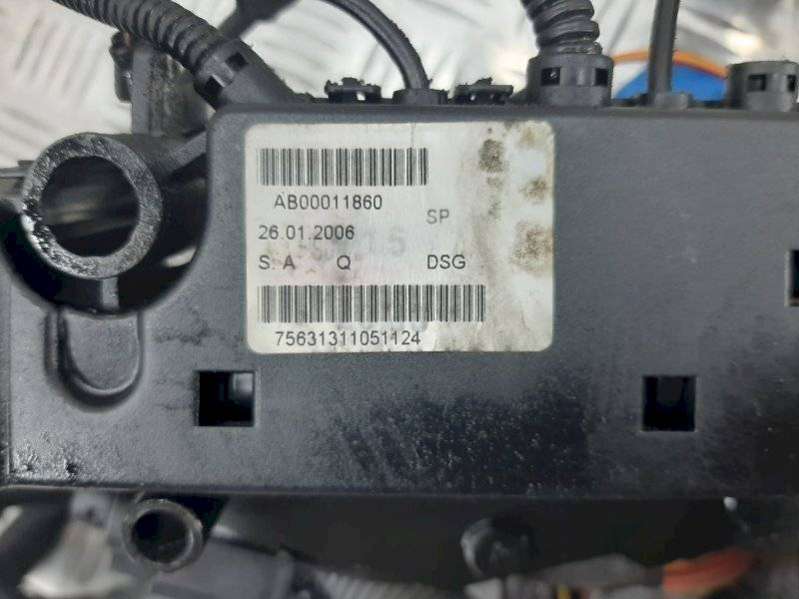 AB00011860
SP
26.01.2006
S. A Q DSG
75631311051124